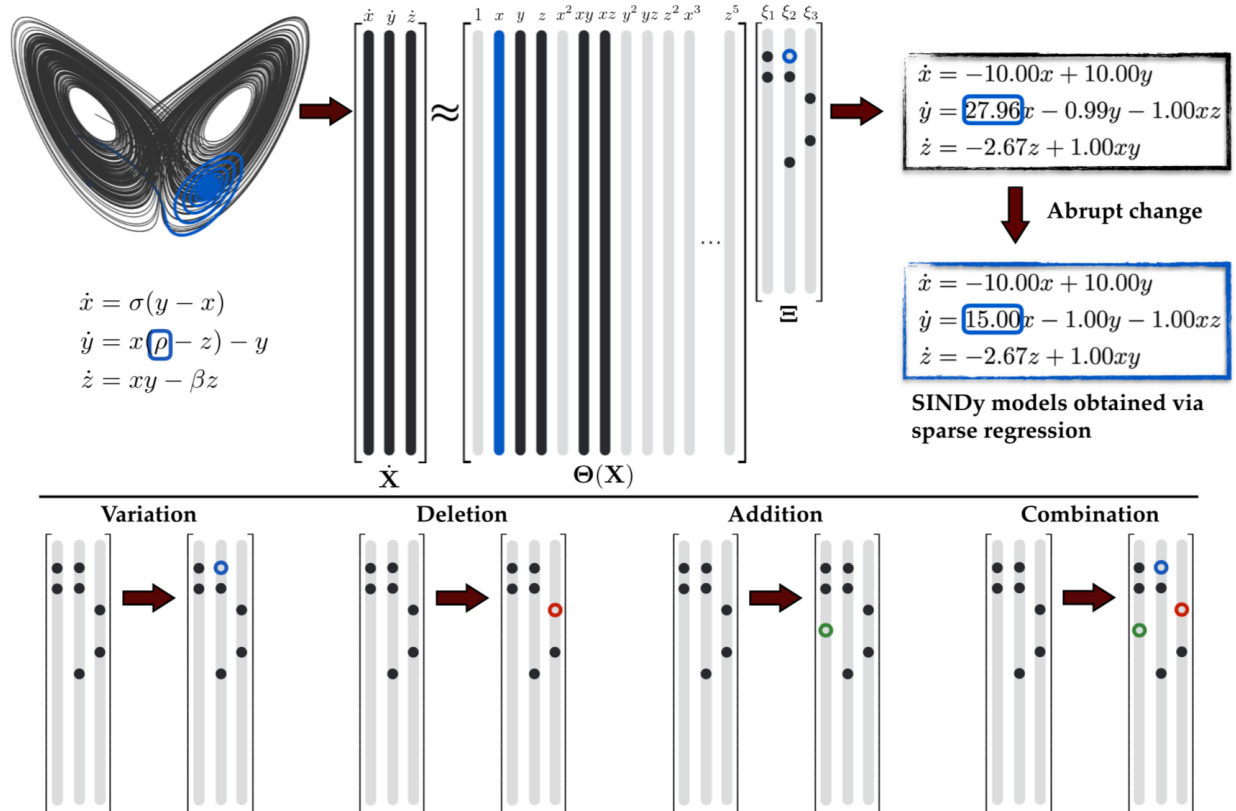 ẋ ẏ ż
1 x y z x² xy xz y² yz z² x³ z⁵
ξ₁ ξ₂ ξ₃
≈
...
Ẋ
Θ(X)
Ξ
ẋ = σ(y − x)
ẏ = x(ρ − z) − y
ż = xy − βz
ẋ = −10.00x + 10.00y
ẏ = 27.96x − 0.99y − 1.00xz
ż = −2.67z + 1.00xy
Abrupt change
ẋ = −10.00x + 10.00y
ẏ = 15.00x − 1.00y − 1.00xz
ż = −2.67z + 1.00xy
SINDy models obtained via
sparse regression
Variation
Deletion
Addition
Combination